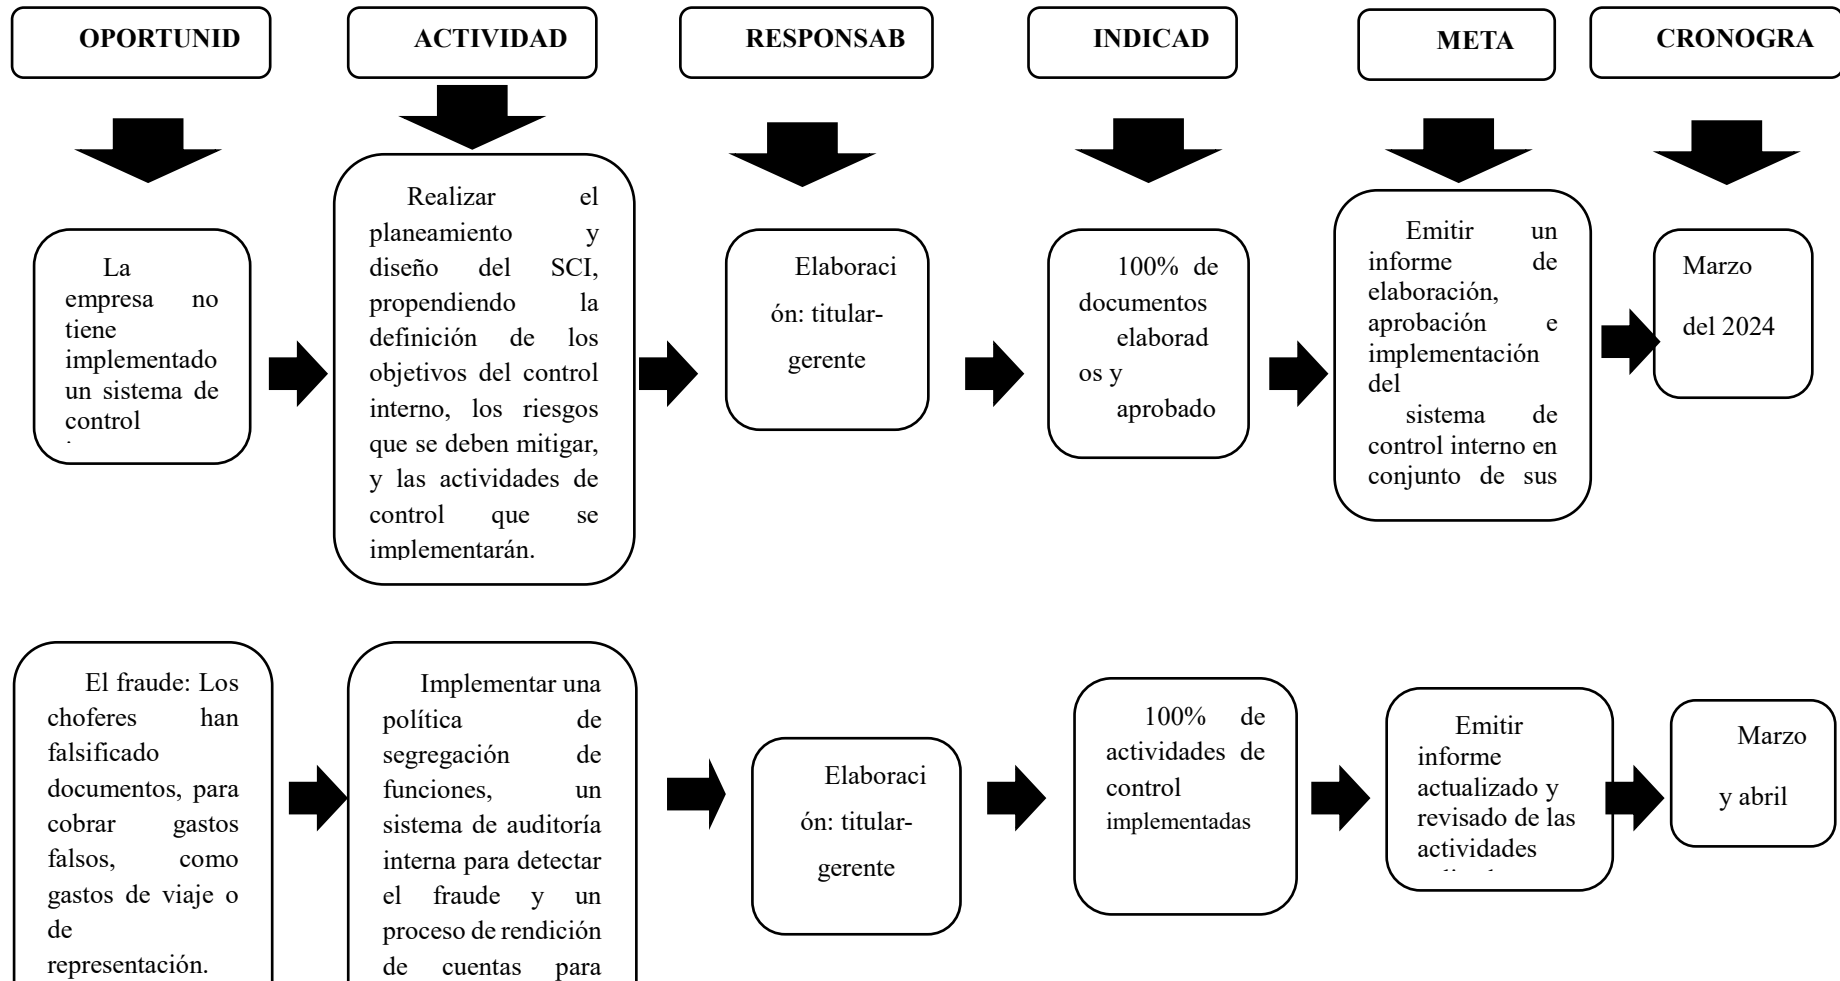 OPORTUNID
ACTIVIDAD
RESPONSAB
INDICAD
META
CRONOGRA
La
empresa no
tiene
implementado
un sistema de
control
Realizar el
planeamiento y
diseño del SCI,
propendiendo la
definición de los
objetivos del control
interno, los riesgos
que se deben mitigar,
y las actividades de
control que se
implementarán.
Elaboraci
ón: titular-
gerente
100% de
documentos
elaborad
os y
aprobado
Emitir un
informe de
elaboración,
aprobación e
implementación
del
sistema de
control interno en
conjunto de sus
Marzo
del 2024
El fraude: Los
choferes han
falsificado
documentos, para
cobrar gastos
falsos, como
gastos de viaje o
de
representación.
Implementar una
política de
segregación de
funciones, un
sistema de auditoría
interna para detectar
el fraude y un
proceso de rendición
de cuentas para
Elaboraci
ón: titular-
gerente
100% de
actividades de
control
implementadas
Emitir
informe
actualizado y
revisado de las
actividades
Marzo
y abril